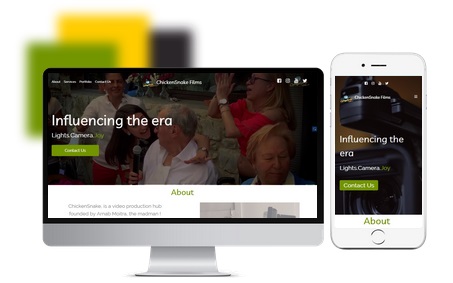 About Services Portfolio Contact Us
ChickenSnake Films
Influencing the era
Lights.Camera.Joy
Contact Us
About
ChickenSnake, is a video production hub
founded by Arnab Moitra, the madman !
ChickenSnake Films
Influencing the
era
Lights.Camera.Joy
Contact Us
About